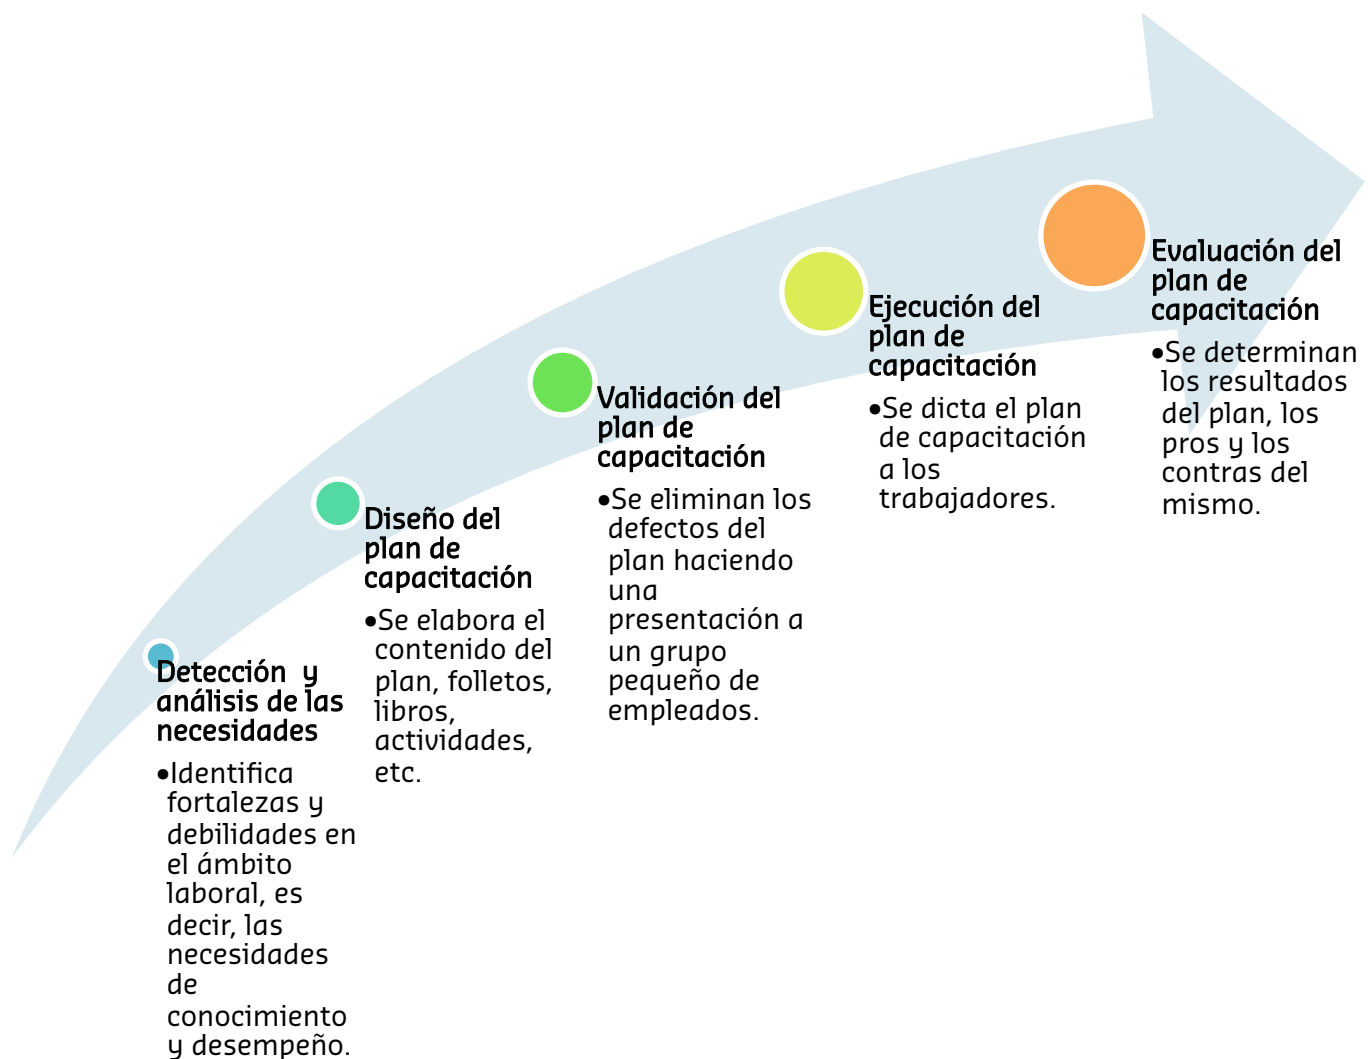 Detección  y
análisis de las
necesidades
•Identifica
fortalezas y
debilidades en
el ámbito
laboral, es
decir, las
necesidades
de
conocimiento
y desempeño.
Diseño del
plan de
capacitación
•Se elabora el
contenido del
plan, folletos,
libros,
actividades,
etc.
Validación del
plan de
capacitación
•Se eliminan los
defectos del
plan haciendo
una
presentación a
un grupo
pequeño de
empleados.
Ejecución del
plan de
capacitación
•Se dicta el plan
de capacitación
a los
trabajadores.
Evaluación del
plan de
capacitación
•Se determinan
los resultados
del plan, los
pros y los
contras del
mismo.